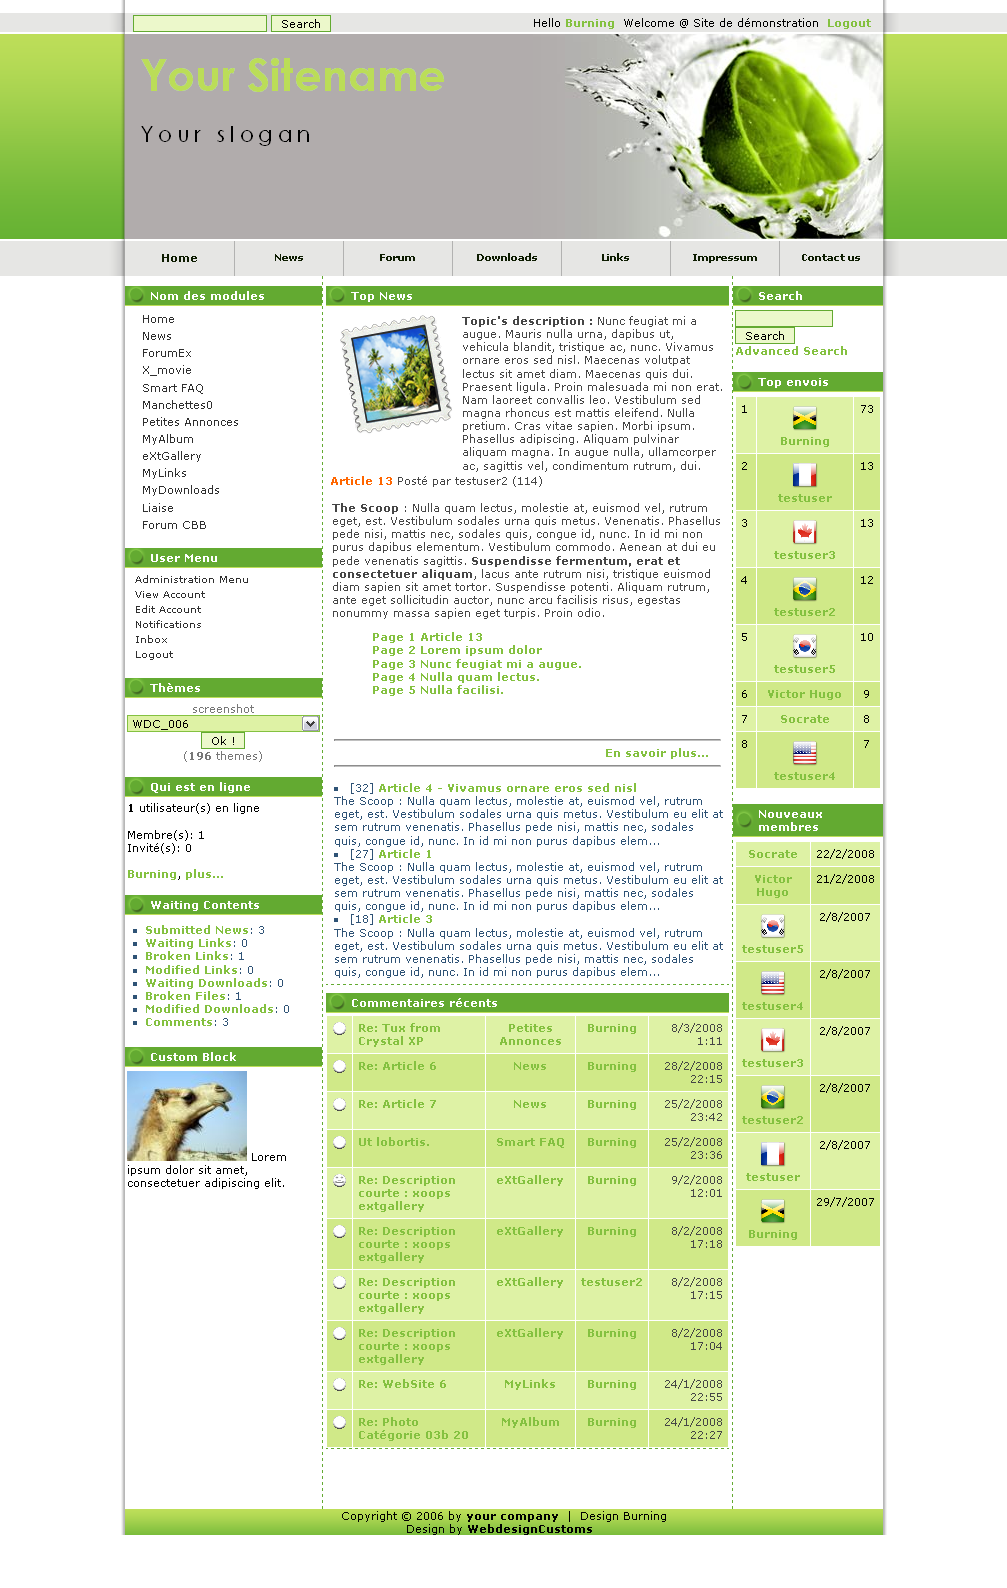 Search
Hello Burning Welcome @ Site de démonstration Logout
Your Sitename
Your slogan
Home News Forum Downloads Links Impressum Contact us
Nom des modules
Home
News
ForumEx
X_movie
Smart FAQ
Manchettes0
Petites Annonces
MyAlbum
eXtGallery
MyLinks
MyDownloads
Liaise
Forum CBB
User Menu
Administration Menu
View Account
Edit Account
Notifications
Inbox
Logout
Thèmes
screenshot
WDC_006
Ok !
(196 themes)
Qui est en ligne
1 utilisateur(s) en ligne
Membre(s): 1
Invité(s): 0
Burning, plus...
Waiting Contents
Submitted News: 3
Waiting Links: 0
Broken Links: 1
Modified Links: 0
Waiting Downloads: 0
Broken Files: 1
Modified Downloads: 0
Comments: 3
Custom Block
Lorem
ipsum dolor sit amet,
consectetuer adipiscing elit.
Top News
Topic's description : Nunc feugiat mi a
augue. Mauris nulla urna, dapibus ut,
vehicula blandit, tristique ac, nunc. Vivamus
ornare eros sed nisl. Maecenas volutpat
lectus sit amet diam. Maecenas quis dui.
Praesent ligula. Proin malesuada mi non erat.
Nam laoreet convallis leo. Vestibulum sed
magna rhoncus est mattis eleifend. Nulla
pretium. Cras vitae sapien. Morbi ipsum.
Phasellus adipiscing. Aliquam pulvinar
aliquam magna. In augue nulla, ullamcorper
ac, sagittis vel, condimentum rutrum, dui.
Article 13 Posté par testuser2 (114)
The Scoop : Nulla quam lectus, molestie at, euismod vel, rutrum
eget, est. Vestibulum sodales urna quis metus. Venenatis. Phasellus
pede nisi, mattis nec, sodales quis, congue id, nunc. In id mi non
purus dapibus elementum. Vestibulum commodo. Aenean at dui eu
pede venenatis sagittis. Suspendisse fermentum, erat et
consectetuer aliquam, lacus ante rutrum nisi, tristique euismod
diam sapien sit amet tortor. Suspendisse potenti. Aliquam rutrum,
ante eget sollicitudin auctor, nunc arcu facilisis risus, egestas
nonummy massa sapien eget turpis. Proin odio.
Page 1 Article 13
Page 2 Lorem ipsum dolor
Page 3 Nunc feugiat mi a augue.
Page 4 Nulla quam lectus.
Page 5 Nulla facilisi.
En savoir plus...
[32] Article 4 - Vivamus ornare eros sed nisl
The Scoop : Nulla quam lectus, molestie at, euismod vel, rutrum
eget, est. Vestibulum sodales urna quis metus. Vestibulum eu elit at
sem rutrum venenatis. Phasellus pede nisi, mattis nec, sodales
quis, congue id, nunc. In id mi non purus dapibus elem...
[27] Article 1
The Scoop : Nulla quam lectus, molestie at, euismod vel, rutrum
eget, est. Vestibulum sodales urna quis metus. Vestibulum eu elit at
sem rutrum venenatis. Phasellus pede nisi, mattis nec, sodales
quis, congue id, nunc. In id mi non purus dapibus elem...
[18] Article 3
The Scoop : Nulla quam lectus, molestie at, euismod vel, rutrum
eget, est. Vestibulum sodales urna quis metus. Vestibulum eu elit at
sem rutrum venenatis. Phasellus pede nisi, mattis nec, sodales
quis, congue id, nunc. In id mi non purus dapibus elem...
Commentaires récents
Re: Tux from Petites Burning 8/3/2008
Crystal XP Annonces 1:11
Re: Article 6 News Burning 28/2/2008
22:15
Re: Article 7 News Burning 25/2/2008
23:42
Ut lobortis. Smart FAQ Burning 25/2/2008
23:36
Re: Description eXtGallery Burning 9/2/2008
courte : xoops 12:01
extgallery
Re: Description eXtGallery Burning 8/2/2008
courte : xoops 17:18
extgallery
Re: Description eXtGallery testuser2 8/2/2008
courte : xoops 17:15
extgallery
Re: Description eXtGallery Burning 8/2/2008
courte : xoops 17:04
extgallery
Re: WebSite 6 MyLinks Burning 24/1/2008
22:55
Re: Photo MyAlbum Burning 24/1/2008
Catégorie 03b 20 22:27
Search
Search
Advanced Search
Top envois
1 73
Burning
2 13
testuser
3 13
testuser3
4 12
testuser2
5 10
testuser5
6 Victor Hugo 9
7 Socrate 8
8 7
testuser4
Nouveaux
membres
Socrate 22/2/2008
Victor 21/2/2008
Hugo
2/8/2007
testuser5
2/8/2007
testuser4
2/8/2007
testuser3
2/8/2007
testuser2
2/8/2007
testuser
29/7/2007
Burning
Copyright © 2006 by your company | Design Burning
Design by WebdesignCustoms